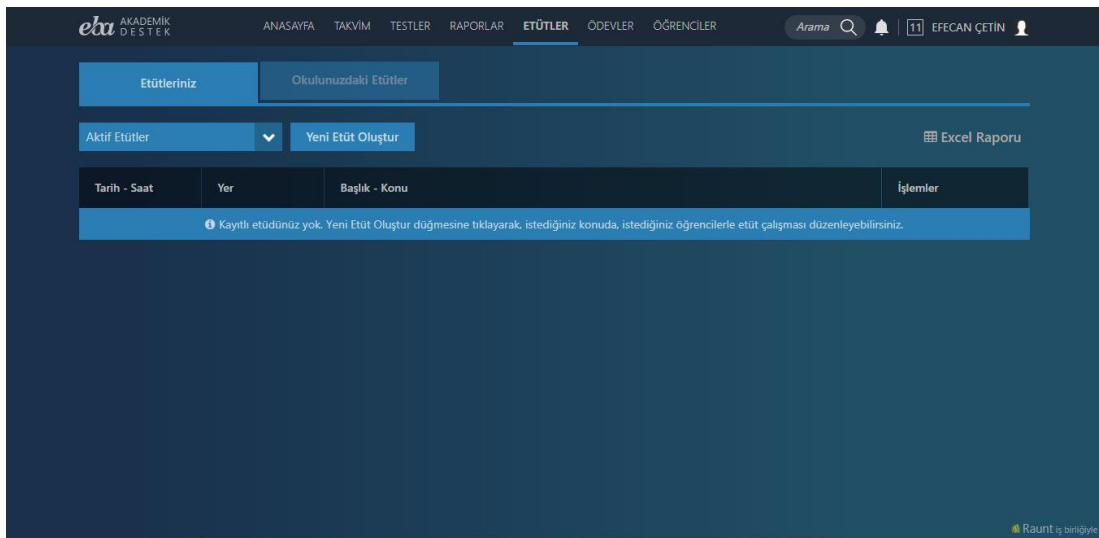 eba AKADEMİK DESTEK
ANASAYFA TAKVİM TESTLER RAPORLAR ETÜTLER ÖDEVLER ÖĞRENCİLER Arama 11 EFECAN ÇETİN
Etütleriniz Okulunuzdaki Etütler
Aktif Etütler Yeni Etüt Oluştur Excel Raporu
Tarih - Saat Yer Başlık - Konu İşlemler
Kayıtlı etüdünüz yok. Yeni Etüt Oluştur düğmesine tıklayarak, istediğiniz konuda, istediğiniz öğrencilerle etüt çalışması düzenleyebilirsiniz.
Raunt iş birliğiyle